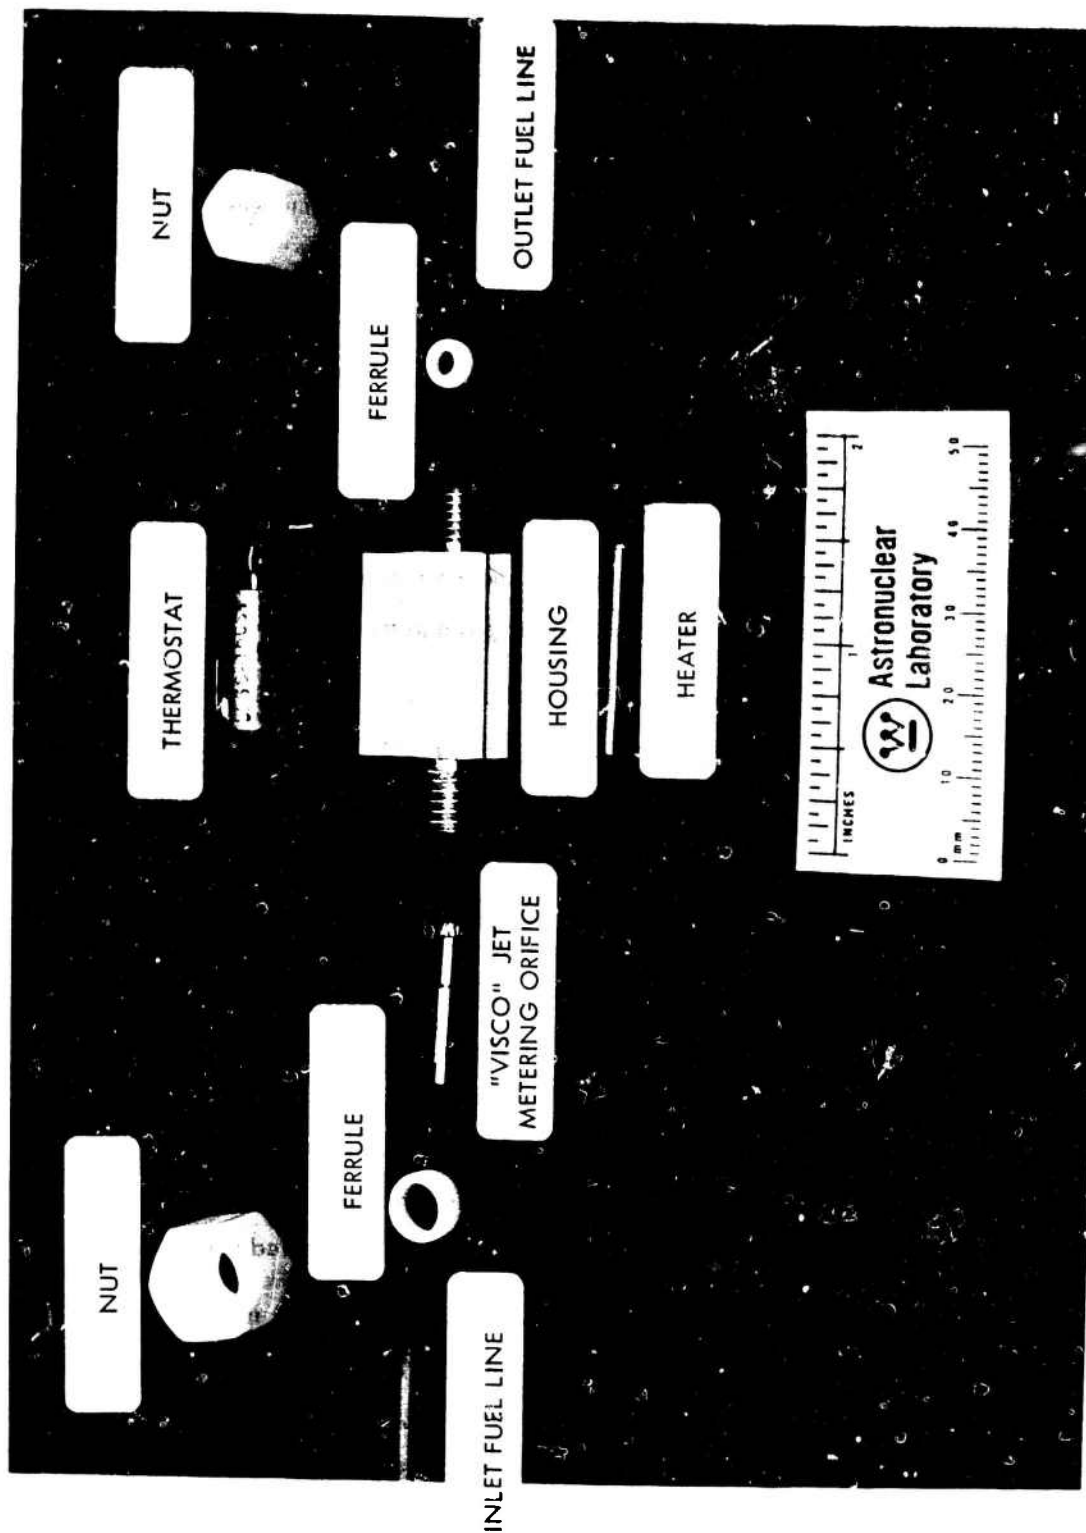 NUT
THERMOSTAT
NUT
FERRULE
FERRULE
INLET FUEL LINE
"VISCO" JET
METERING ORIFICE
HOUSING
OUTLET FUEL LINE
HEATER
INCHES 1 2
Astronuclear
Laboratory
0 mm 10 20 30 40 50